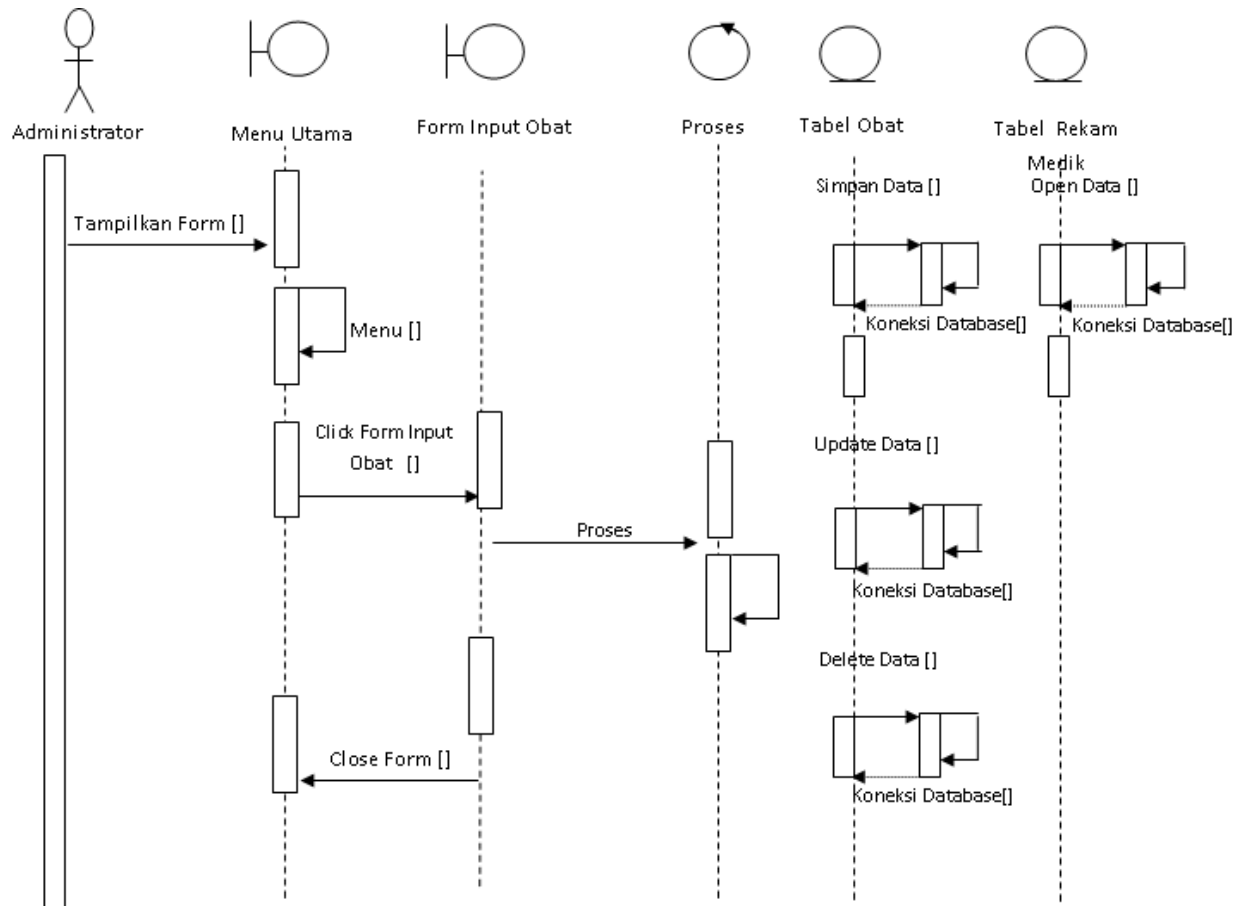 Administrator
Menu Utama
Form Input Obat
Proses
Tabel Obat
Tabel Rekam
Medik
Simpan Data []
Open Data []
Tampilkan Form []
Koneksi Database[]
Koneksi Database[]
Menu []
Click Form Input
Obat []
Update Data []
Proses
Koneksi Database[]
Delete Data []
Close Form []
Koneksi Database[]